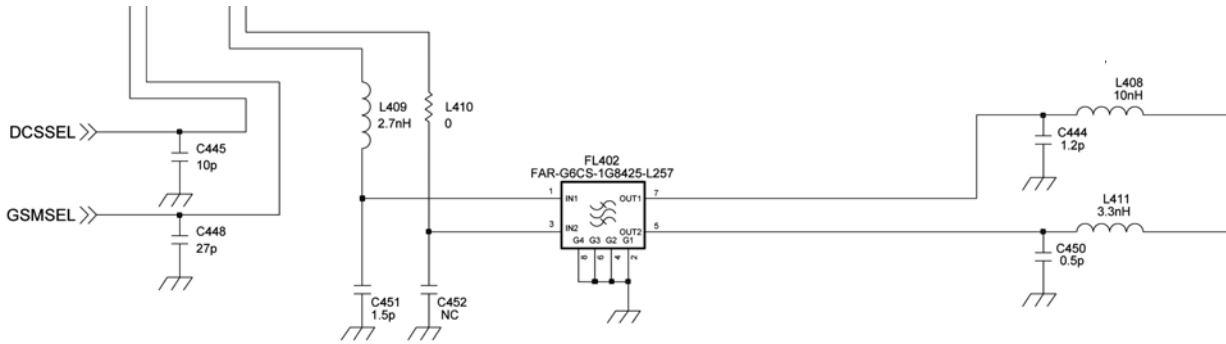 L408
10nH
L409
2.7nH
L410
0
DCSSEL
C445
10p
C444
1.2p
FL402
FAR-G6CS-1G8425-L257
1
IN1
OUT1
7
3
IN2
OUT2
5
G4
G3
G2
G1
8
6
4
2
L411
3.3nH
GSMSEL
C448
27p
C450
0.5p
C451
1.5p
C452
NC